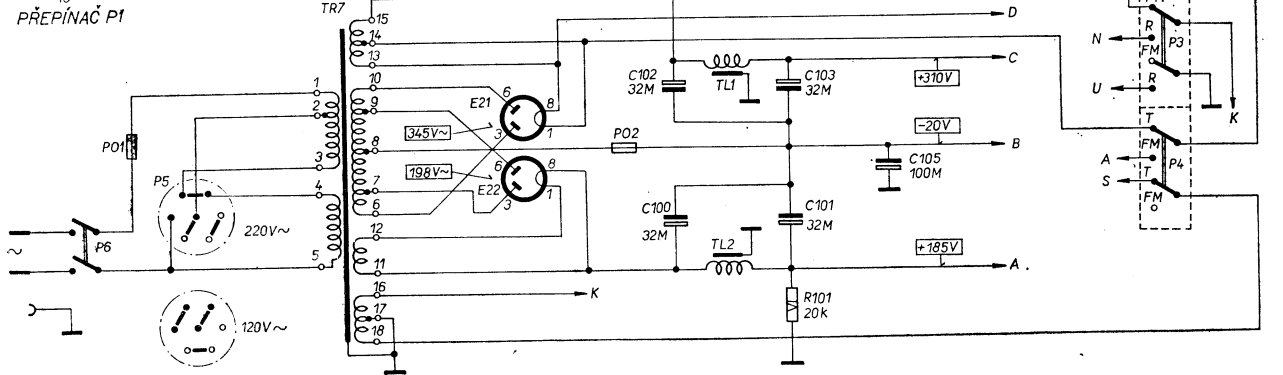 PŘEPÍNAČ P1
TR7
15
14
13
10
9
8
7
6
12
11
16
17
18
1
2
3
4
5
PO1
P5
P6
~
220V~
120V~
E21
6
3
8
1
345V~
198V~
6
3
8
1
E22
PO2
K
C102
32M
TL1
C103
32M
C100
32M
TL2
C101
32M
R101
20k
C105
100M
D
C
+310V
-20V
B
+185V
A.
R
N
FM
P3
R
U
K
T
FM
A
P4
T
S
FM